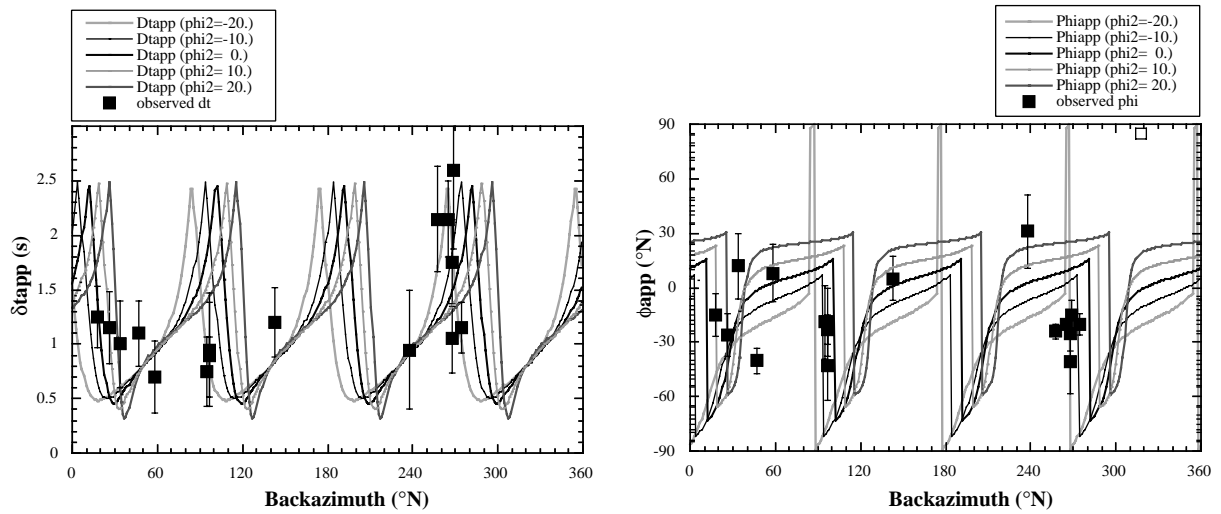 Dtapp (phi2=-20.)
Dtapp (phi2=-10.)
Dtapp (phi2= 0.)
Dtapp (phi2= 10.)
Dtapp (phi2= 20.)
observed dt
δtapp (s)
2.5
2
1.5
1
0.5
0
0
60
120
180
240
300
360
Backazimuth (°N)
Phiapp (phi2=-20.)
Phiapp (phi2=-10.)
Phiapp (phi2= 0.)
Phiapp (phi2= 10.)
Phiapp (phi2= 20.)
observed phi
ϕapp (°N)
90
60
30
0
-30
-60
-90
0
60
120
180
240
300
360
Backazimuth (°N)